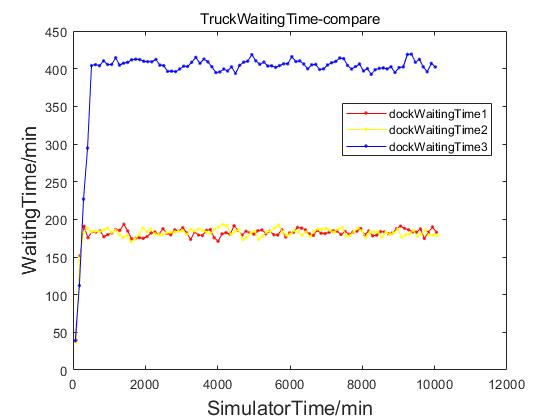 TruckWaitingTime-compare
450
400
350
300
250
200
150
100
50
0
WaitingTime/min
dockWaitingTime1
dockWaitingTime2
dockWaitingTime3
0 2000 4000 6000 8000 10000 12000
SimulatorTime/min